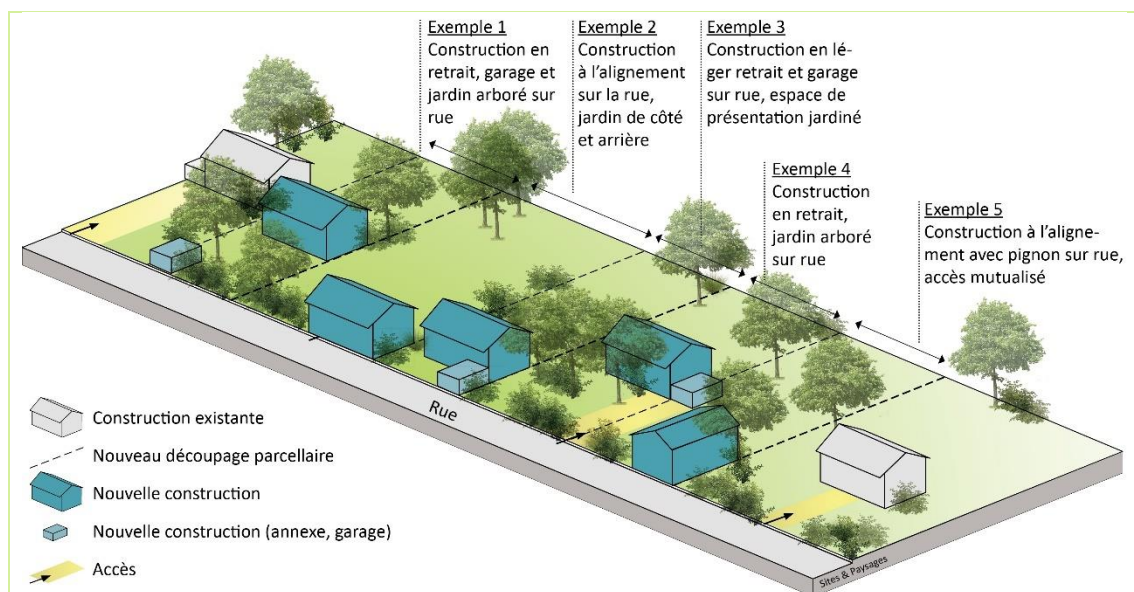 Exemple 1
Construction en
retrait, garage et
jardin arboré sur
rue
Exemple 2
Construction
à l'alignement
sur la rue,
jardin de côté
et arrière
Exemple 3
Construction en lé-
ger retrait et garage
sur rue, espace de
présentation jardiné
Exemple 4
Construction
en retrait,
jardin arboré
sur rue
Exemple 5
Construction à l'aligne-
ment avec pignon sur rue,
accès mutualisé
Rue
Construction existante
Nouveau découpage parcellaire
Nouvelle construction
Nouvelle construction (annexe, garage)
Accès
Sites & Paysages